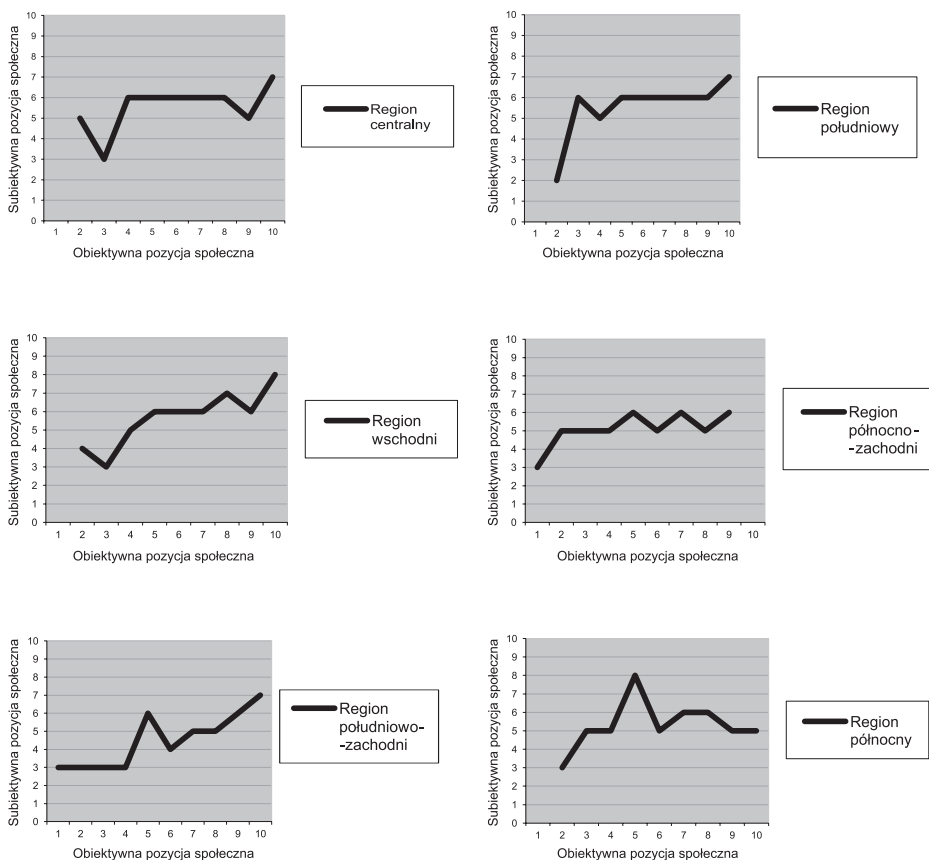 Subiektywna pozycja społeczna
10
9
8
7
6
5
4
3
2
1
0
1 2 3 4 5 6 7 8 9 10
Obiektywna pozycja społeczna
Region
centralny
Subiektywna pozycja społeczna
10
9
8
7
6
5
4
3
2
1
0
1 2 3 4 5 6 7 8 9 10
Obiektywna pozycja społeczna
Region
południowy
Subiektywna pozycja społeczna
10
9
8
7
6
5
4
3
2
1
0
1 2 3 4 5 6 7 8 9 10
Obiektywna pozycja społeczna
Region
wschodni
Subiektywna pozycja społeczna
10
9
8
7
6
5
4
3
2
1
0
1 2 3 4 5 6 7 8 9 10
Obiektywna pozycja społeczna
Region
północno-
-zachodni
Subiektywna pozycja społeczna
10
9
8
7
6
5
4
3
2
1
0
1 2 3 4 5 6 7 8 9 10
Obiektywna pozycja społeczna
Region
południowo-
-zachodni
Subiektywna pozycja społeczna
10
9
8
7
6
5
4
3
2
1
0
1 2 3 4 5 6 7 8 9 10
Obiektywna pozycja społeczna
Region
północny